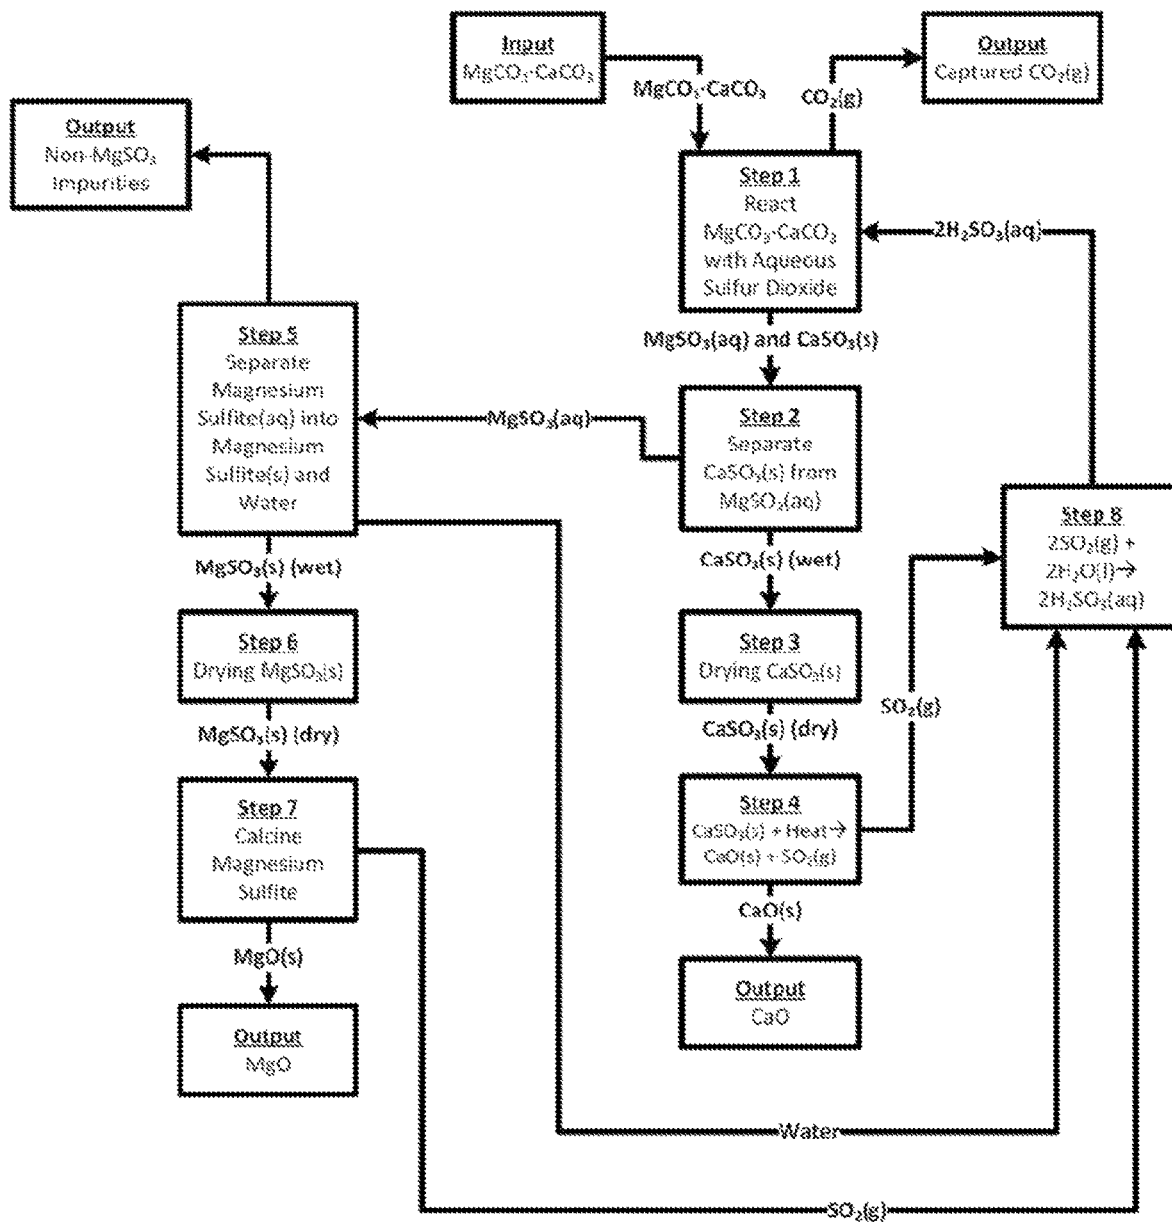 Input
MgCO₃·CaCO₃
Output
Captured CO₂(g)
MgCO₃·CaCO₃
CO₂(g)
Output
Non-MgSO₃
Impurities
Step 1
React
MgCO₃·CaCO₃
with Aqueous
Sulfur Dioxide
2H₂SO₃(aq)
MgSO₃(aq) and CaSO₃(s)
Step 5
Separate
Magnesium
Sulfite(aq) into
Magnesium
Sulfite(s) and
Water
MgSO₃(aq)
Step 2
Separate
CaSO₃(s) from
MgSO₃(aq)
Step 8
2SO₂(g) +
2H₂O(l)→
2H₂SO₃(aq)
MgSO₃(s) (wet)
CaSO₃(s) (wet)
Step 6
Drying MgSO₃(s)
Step 3
Drying CaSO₃(s)
SO₂(g)
MgSO₃(s) (dry)
CaSO₃(s) (dry)
Step 7
Calcine
Magnesium
Sulfite
Step 4
CaSO₃(s) + Heat→
CaO(s) + SO₂(g)
MgO(s)
CaO(s)
Output
MgO
Output
CaO
Water
SO₂(g)